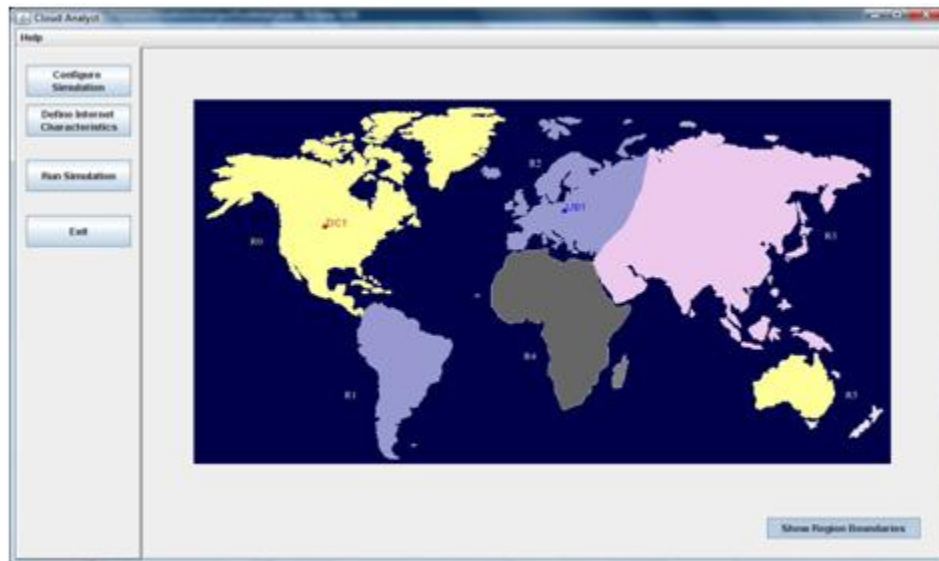 Cloud Analyst
Help
Configure
Simulation
Define Internet
Characteristics
Run Simulation
Exit
R2
UB1
DC1
R0
R3
R4
R1
R5
Show Region Boundaries